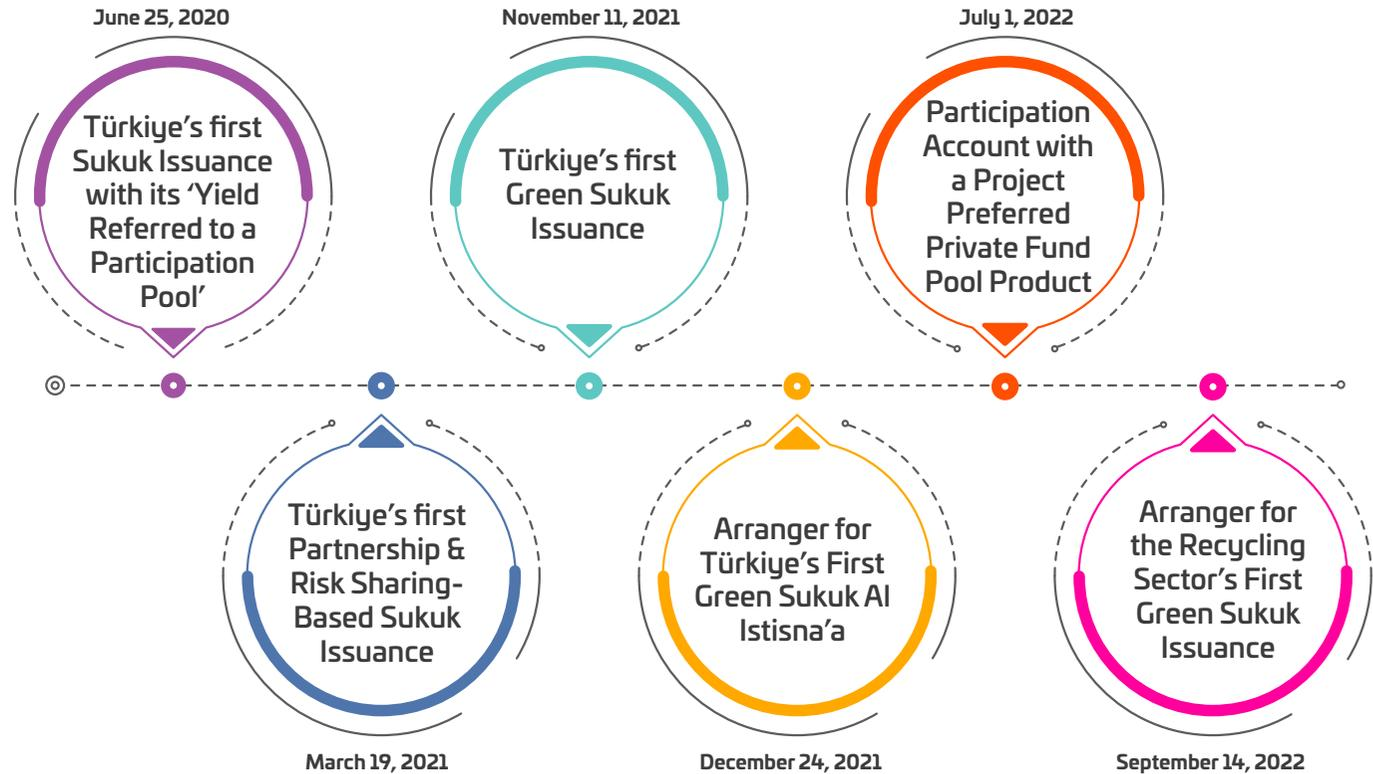 June 25, 2020
Türkiye’s first
Sukuk Issuance
with its ‘Yield
Referred to a
Participation
Pool’
March 19, 2021
Türkiye’s first
Partnership &
Risk Sharing-
Based Sukuk
Issuance
November 11, 2021
Türkiye’s first
Green Sukuk
Issuance
December 24, 2021
Arranger for
Türkiye’s First
Green Sukuk Al
Istisna’a
July 1, 2022
Participation
Account with
a Project
Preferred
Private Fund
Pool Product
September 14, 2022
Arranger for
the Recycling
Sector’s First
Green Sukuk
Issuance